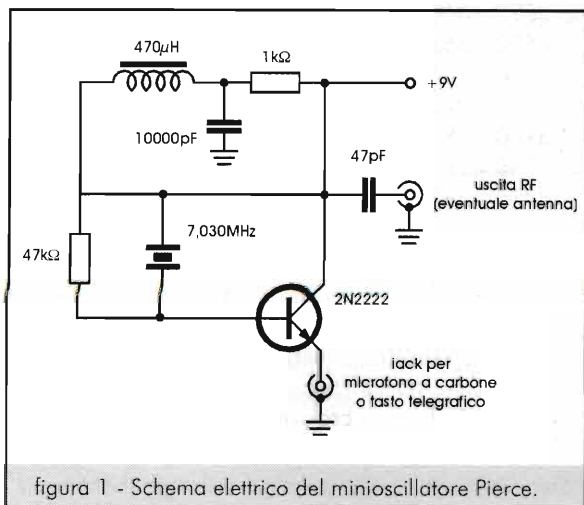 470µH
1kΩ
+9V
10000pF
47pF
uscita RF
(eventuale antenna)
7,030MHz
47kΩ
2N2222
iack per
microfono a carbone
o tasto telegrafico
figura 1 - Schema elettrico del minioscillatore Pierce.